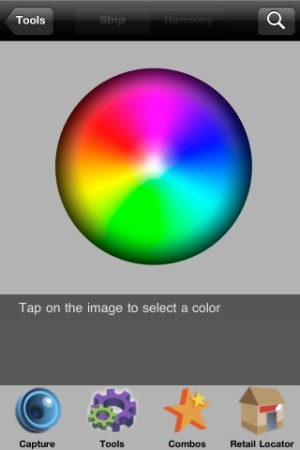 Tools Strip Harmony
Tap on the image to select a color
Capture Tools Combos Retail Locator